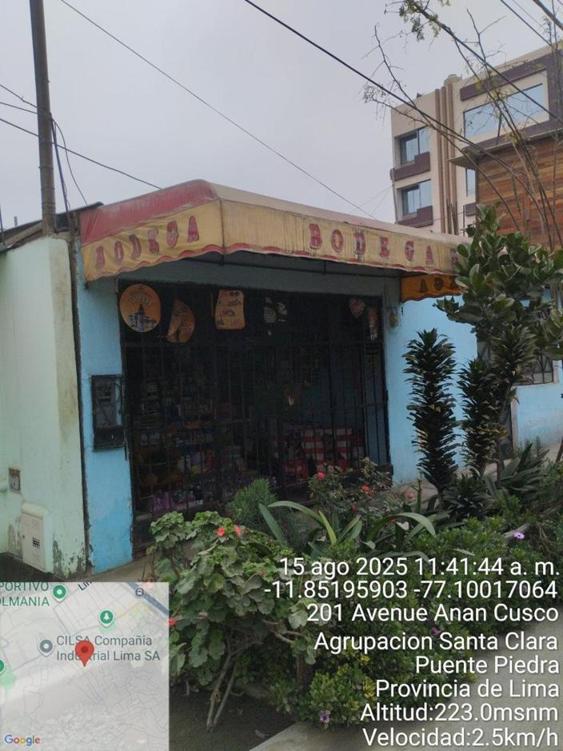 BODEGA
BODEGA
15 ago 2025 11:41:44 a. m.
-11.85195903 -77.10017064
201 Avenue Anan Cusco
Agrupacion Santa Clara
Puente Piedra
Provincia de Lima
Altitud:223.0msnm
Velocidad:2.5km/h
CILSA Compañía
Industrial Lima SA
Google